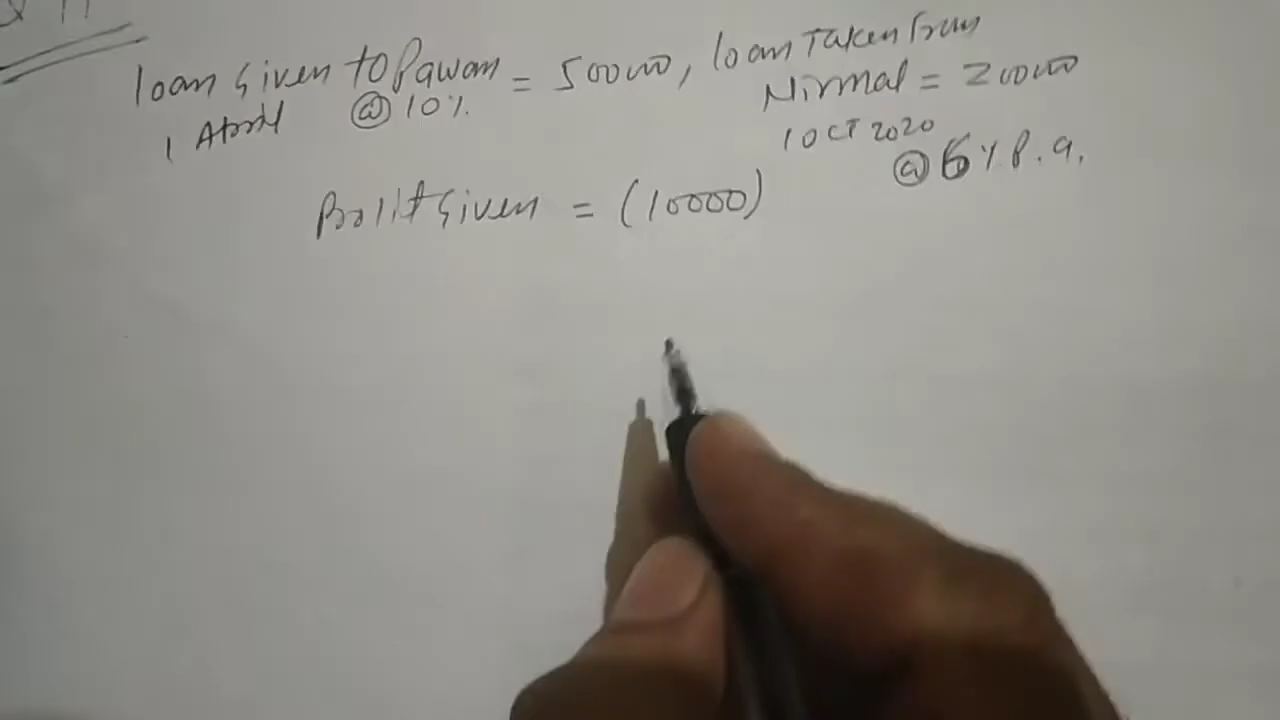 loan Given to Pawan = 50000, loan Taken from
1 April @ 10% Nirmal = 20000
1 OCT 2020
@ 6% P.a.
Profit Given = (10000)